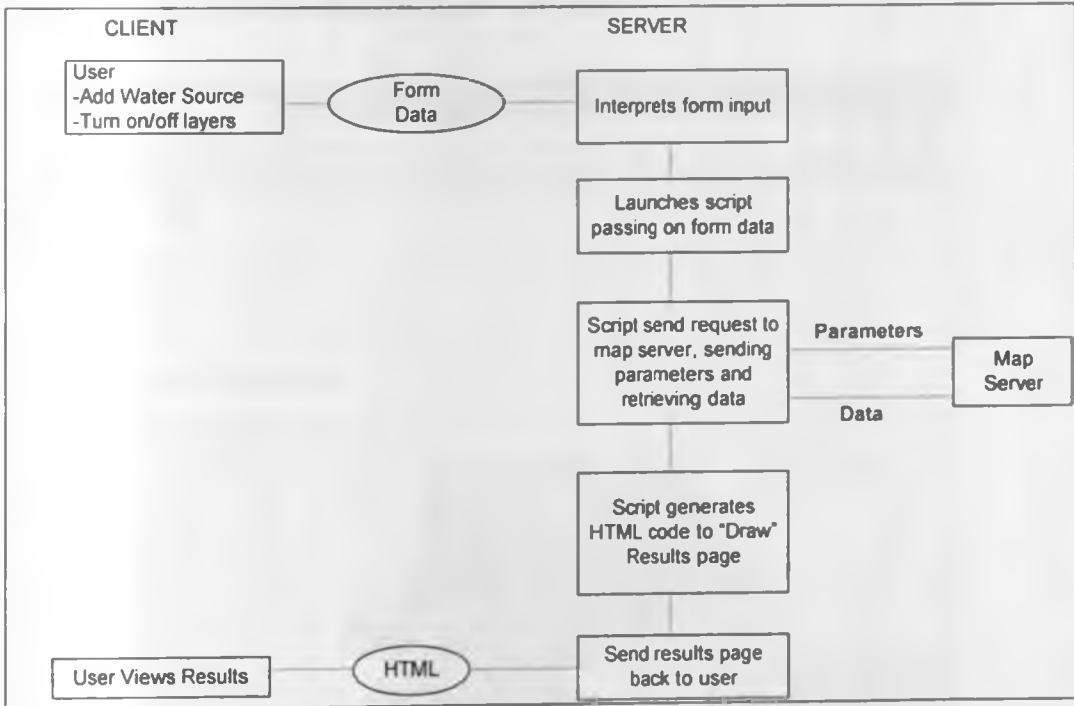 CLIENT
SERVER
User
-Add Water Source
-Turn on/off layers
Form
Data
Interprets form input
Launches script
passing on form data
Script send request to
map server, sending
parameters and
retrieving data
Parameters
Data
Map
Server
Script generates
HTML code to "Draw"
Results page
Send results page
back to user
HTML
User Views Results